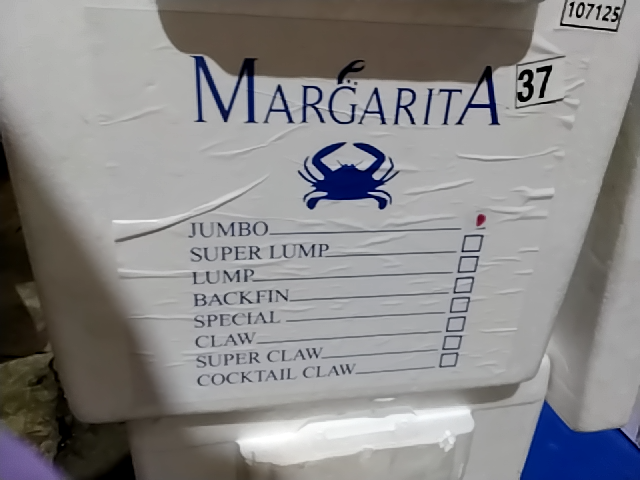 107125
MARGARITA
37
JUMBO
SUPER LUMP
LUMP
BACKFIN
SPECIAL
CLAW
SUPER CLAW
COCKTAIL CLAW